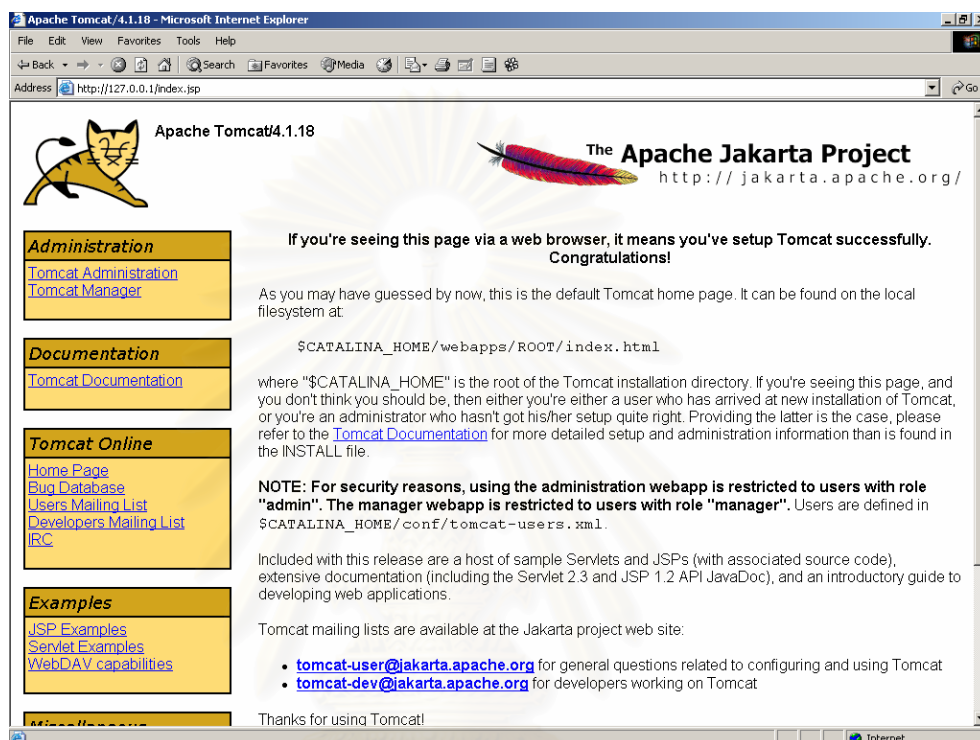 Apache Tomcat/4.1.18 - Microsoft Internet Explorer
File Edit View Favorites Tools Help
Back Search Favorites Media
Address http://127.0.0.1/index.jsp Go
Apache Tomcat/4.1.18
The Apache Jakarta Project
http://jakarta.apache.org/
Administration
Tomcat Administration
Tomcat Manager
Documentation
Tomcat Documentation
Tomcat Online
Home Page
Bug Database
Users Mailing List
Developers Mailing List
IRC
Examples
JSP Examples
Servlet Examples
WebDAV capabilities
Miscellaneous
If you're seeing this page via a web browser, it means you've setup Tomcat successfully.
Congratulations!
As you may have guessed by now, this is the default Tomcat home page. It can be found on the local
filesystem at:
$CATALINA_HOME/webapps/ROOT/index.html
where "$CATALINA_HOME" is the root of the Tomcat installation directory. If you're seeing this page, and
you don't think you should be, then either you're either a user who has arrived at new installation of Tomcat,
or you're an administrator who hasn't got his/her setup quite right. Providing the latter is the case, please
refer to the Tomcat Documentation for more detailed setup and administration information than is found in
the INSTALL file.
NOTE: For security reasons, using the administration webapp is restricted to users with role
"admin". The manager webapp is restricted to users with role "manager". Users are defined in
$CATALINA_HOME/conf/tomcat-users.xml.
Included with this release are a host of sample Servlets and JSPs (with associated source code),
extensive documentation (including the Servlet 2.3 and JSP 1.2 API JavaDoc), and an introductory guide to
developing web applications.
Tomcat mailing lists are available at the Jakarta project web site:
• tomcat-user@jakarta.apache.org for general questions related to configuring and using Tomcat
• tomcat-dev@jakarta.apache.org for developers working on Tomcat
Thanks for using Tomcat!
Internet